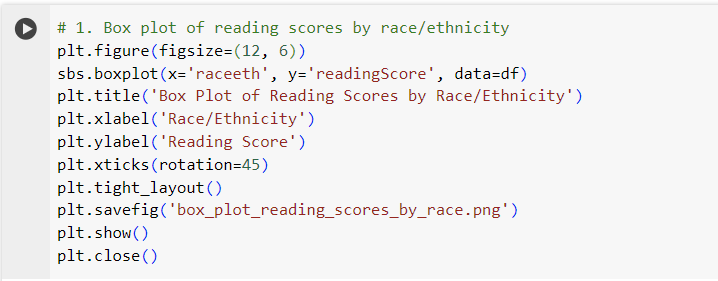 # 1. Box plot of reading scores by race/ethnicity
plt.figure(figsize=(12, 6))
sbs.boxplot(x='raceeth', y='readingScore', data=df)
plt.title('Box Plot of Reading Scores by Race/Ethnicity')
plt.xlabel('Race/Ethnicity')
plt.ylabel('Reading Score')
plt.xticks(rotation=45)
plt.tight_layout()
plt.savefig('box_plot_reading_scores_by_race.png')
plt.show()
plt.close()